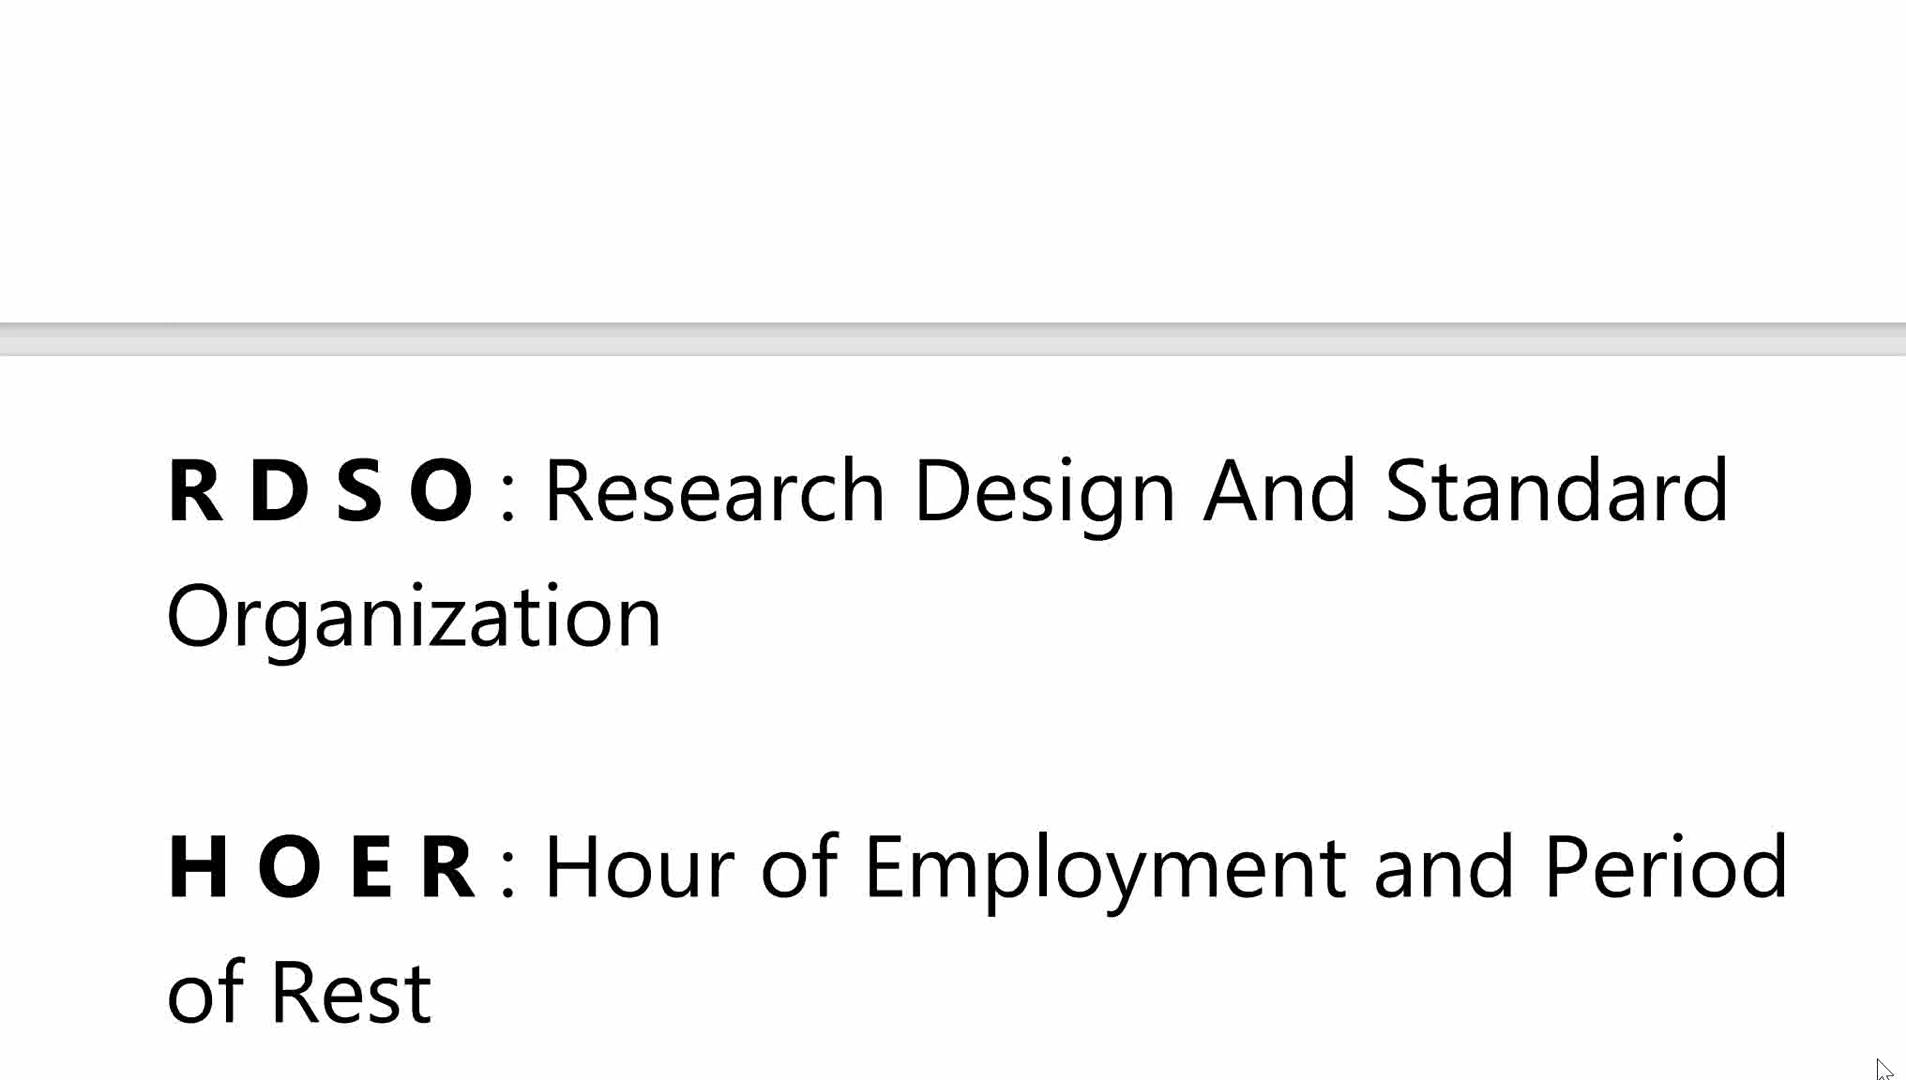 R D S O : Research Design And Standard
Organization
H O E R : Hour of Employment and Period
of Rest